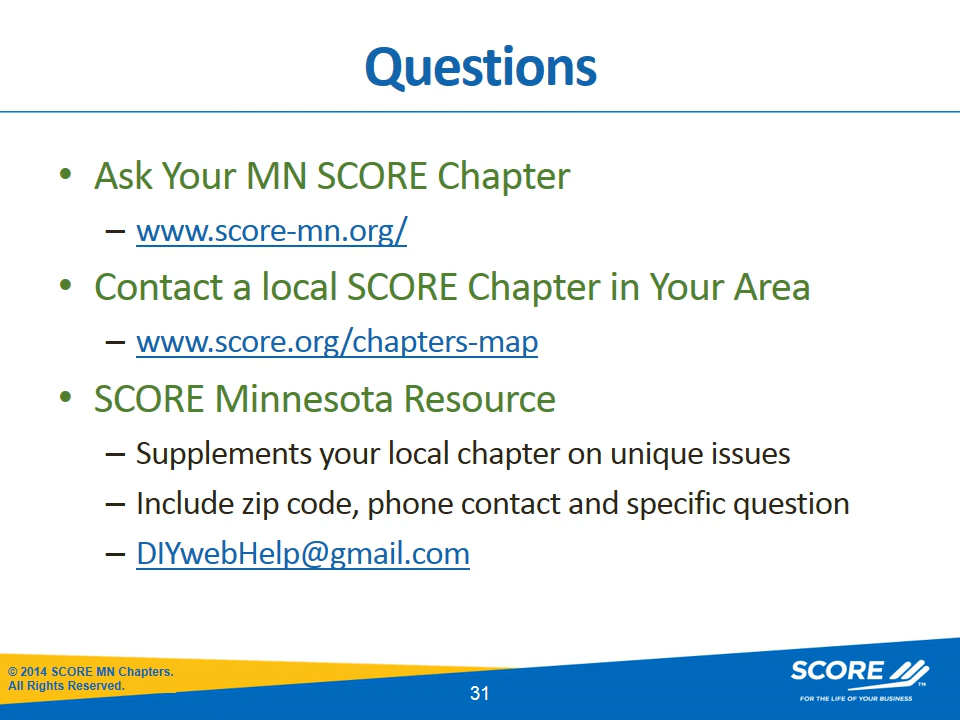 Questions
• Ask Your MN SCORE Chapter
– www.score-mn.org/
• Contact a local SCORE Chapter in Your Area
– www.score.org/chapters-map
• SCORE Minnesota Resource
– Supplements your local chapter on unique issues
– Include zip code, phone contact and specific question
– DIYwebHelp@gmail.com
© 2014 SCORE MN Chapters.
All Rights Reserved.
31
SCORE TM
FOR THE LIFE OF YOUR BUSINESS